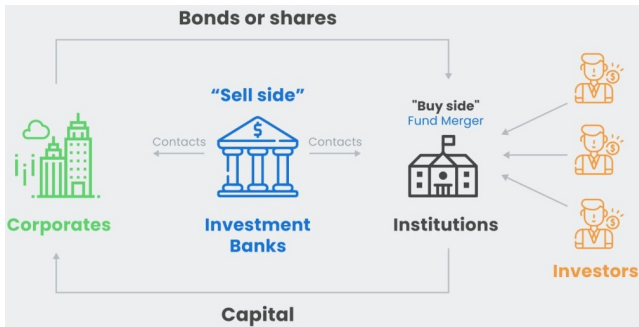 Bonds or shares
“Sell side”
"Buy side"
Fund Merger
Contacts
Contacts
Corporates
Investment
Banks
Institutions
Investors
Capital